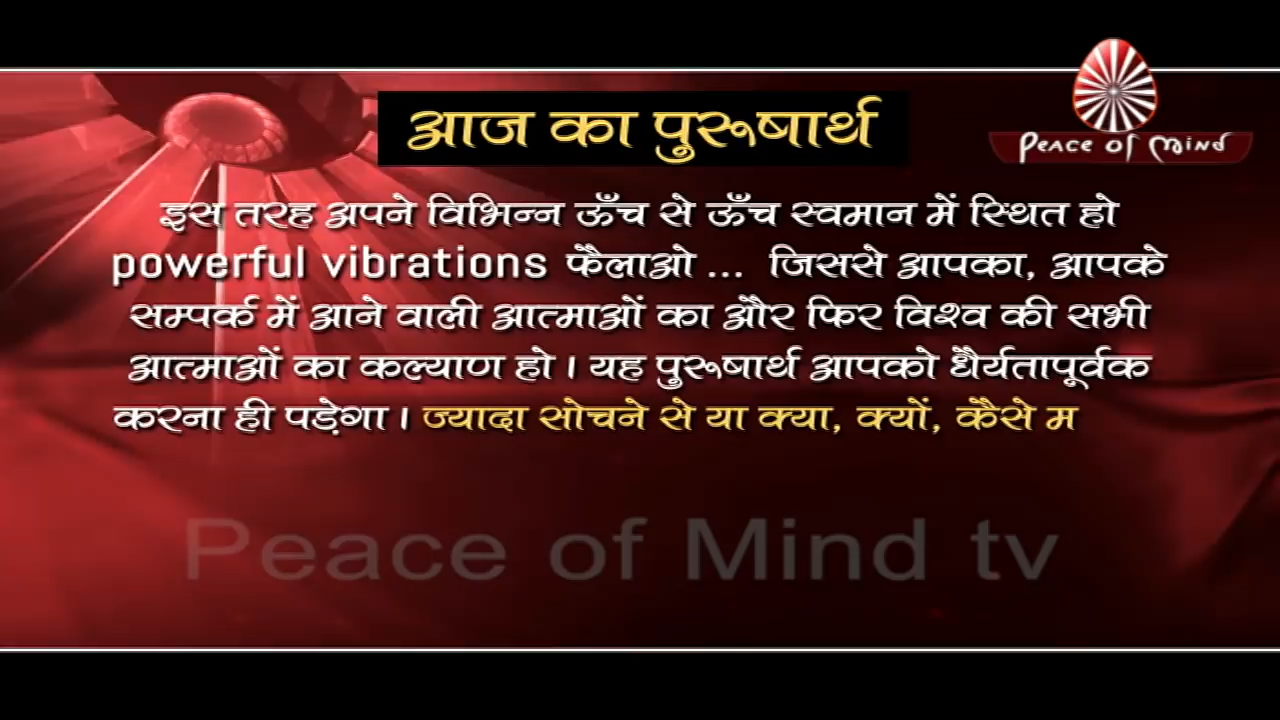 आज का पुरूषार्थ
Peace of Mind
इस तरह अपने विभिन्न ऊँच से ऊँच स्वमान में स्थित हो
powerful vibrations फैलाओ ... जिससे आपका, आपके
सम्पर्क में आने वाली आत्माओं का और फिर विश्व की सभी
आत्माओं का कल्याण हो । यह पुरूषार्थ आपको धैर्यतापूर्वक
करना ही पड़ेगा । ज्यादा सोचने से या क्या, क्यों, कैसे म
Peace of Mind tv